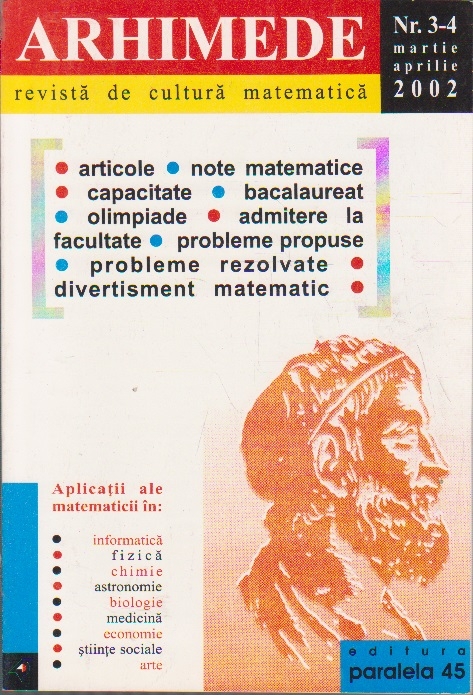 ARHIMEDE
Nr. 3-4
martie
aprilie
2002
revistă de cultură matematică
● articole ● note matematice
● capacitate ● bacalaureat
● olimpiade ● admitere la
facultate ● probleme propuse
● probleme rezolvate ●
divertisment matematic ●
Aplicații ale
matematicii în:
● informatică
● fizică
● chimie
● astronomie
● biologie
● medicină
● economie
● științe sociale
● arte
editura
paralela 45